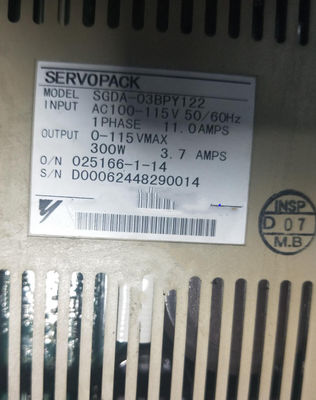 SERVOPACK
MODEL SGDA-03BPY122
INPUT AC100-115V 50/60Hz
1PHASE 11.0AMPS
OUTPUT 0-115VMAX
300W 3.7 AMPS
O/N 025166-1-14
S/N D00062448290014
INSP
D 07
M.B